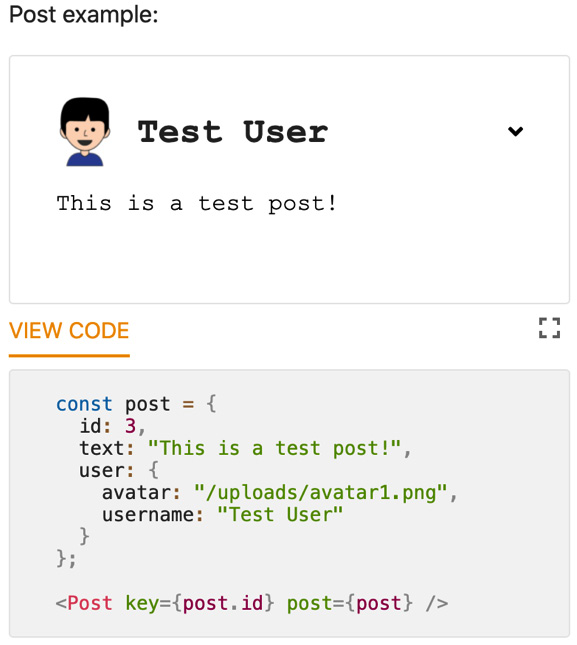 Post example:
Test User
This is a test post!
VIEW CODE
const post = {
  id: 3,
  text: "This is a test post!",
  user: {
    avatar: "/uploads/avatar1.png",
    username: "Test User"
  }
};

<Post key={post.id} post={post} />